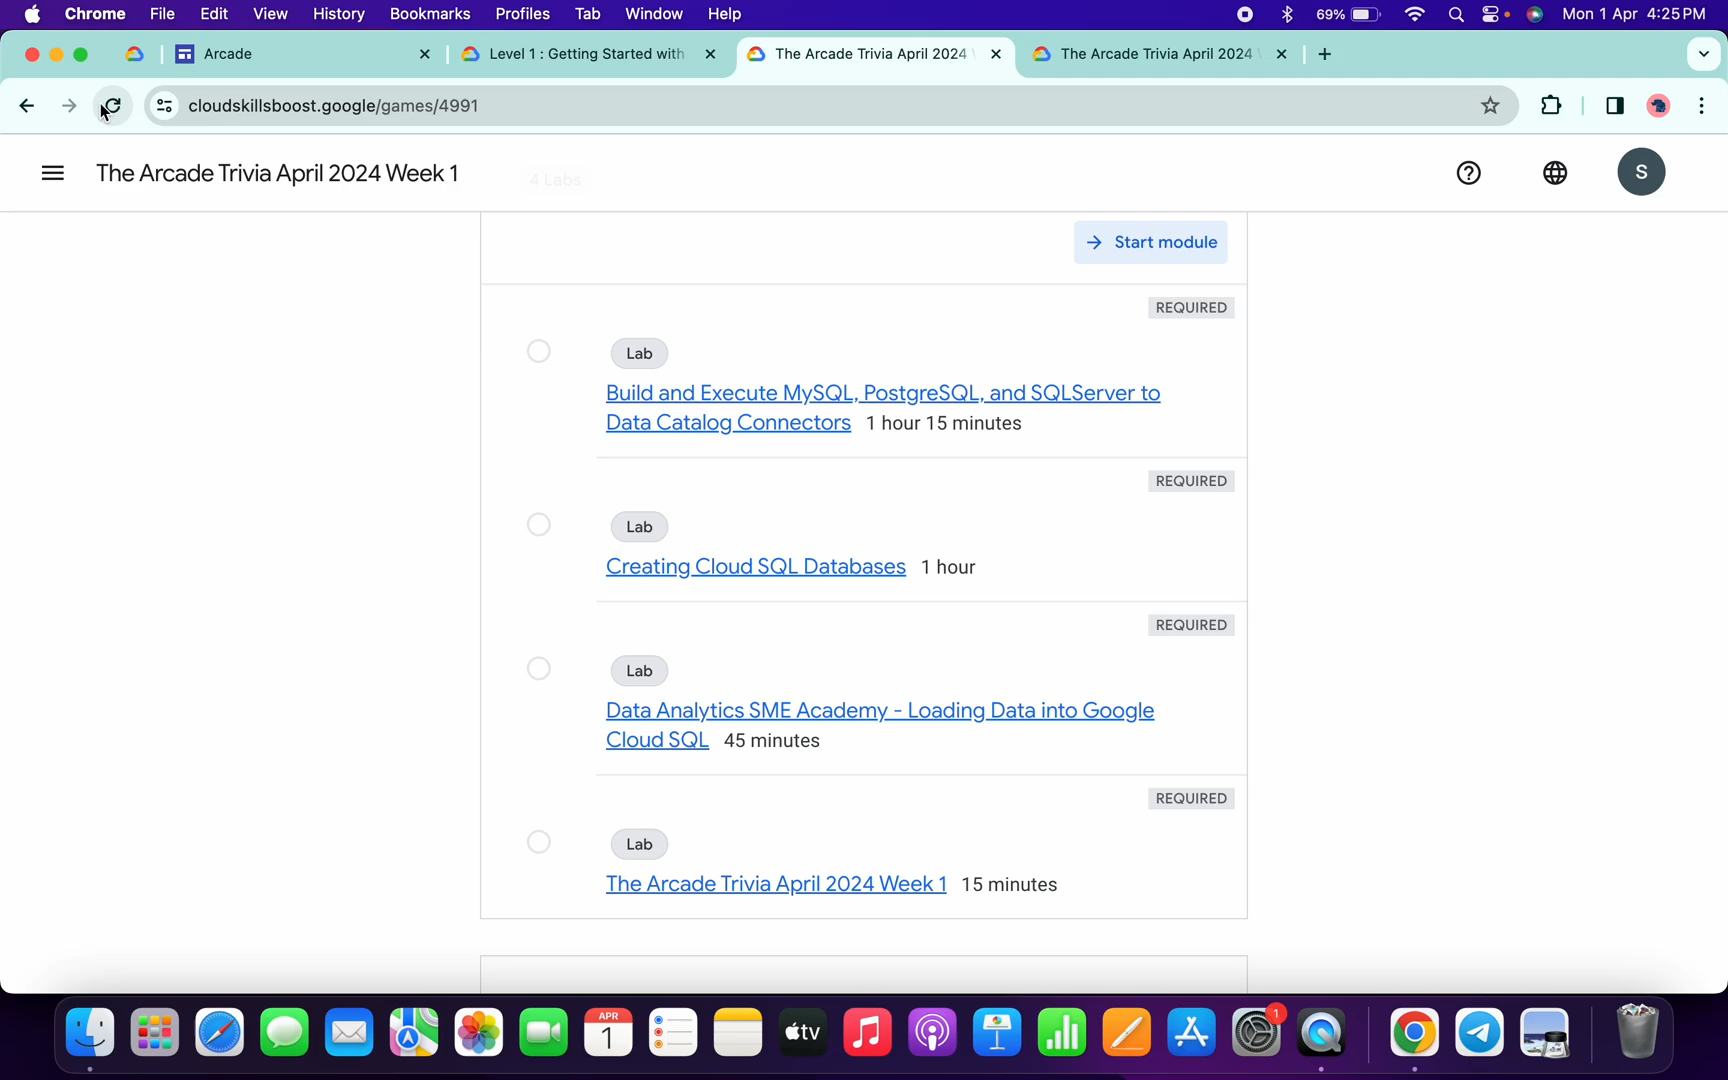 Chrome File Edit View History Bookmarks Profiles Tab Window Help 69% Mon 1 Apr 4:25 PM
Arcade Level 1 : Getting Started with The Arcade Trivia April 2024 The Arcade Trivia April 2024
cloudskillsboost.google/games/4991
The Arcade Trivia April 2024 Week 1 4 Labs S
Start module
REQUIRED
Lab
Build and Execute MySQL, PostgreSQL, and SQLServer to
Data Catalog Connectors 1 hour 15 minutes
REQUIRED
Lab
Creating Cloud SQL Databases 1 hour
REQUIRED
Lab
Data Analytics SME Academy - Loading Data into Google
Cloud SQL 45 minutes
REQUIRED
Lab
The Arcade Trivia April 2024 Week 1 15 minutes
APR
1
tv
1